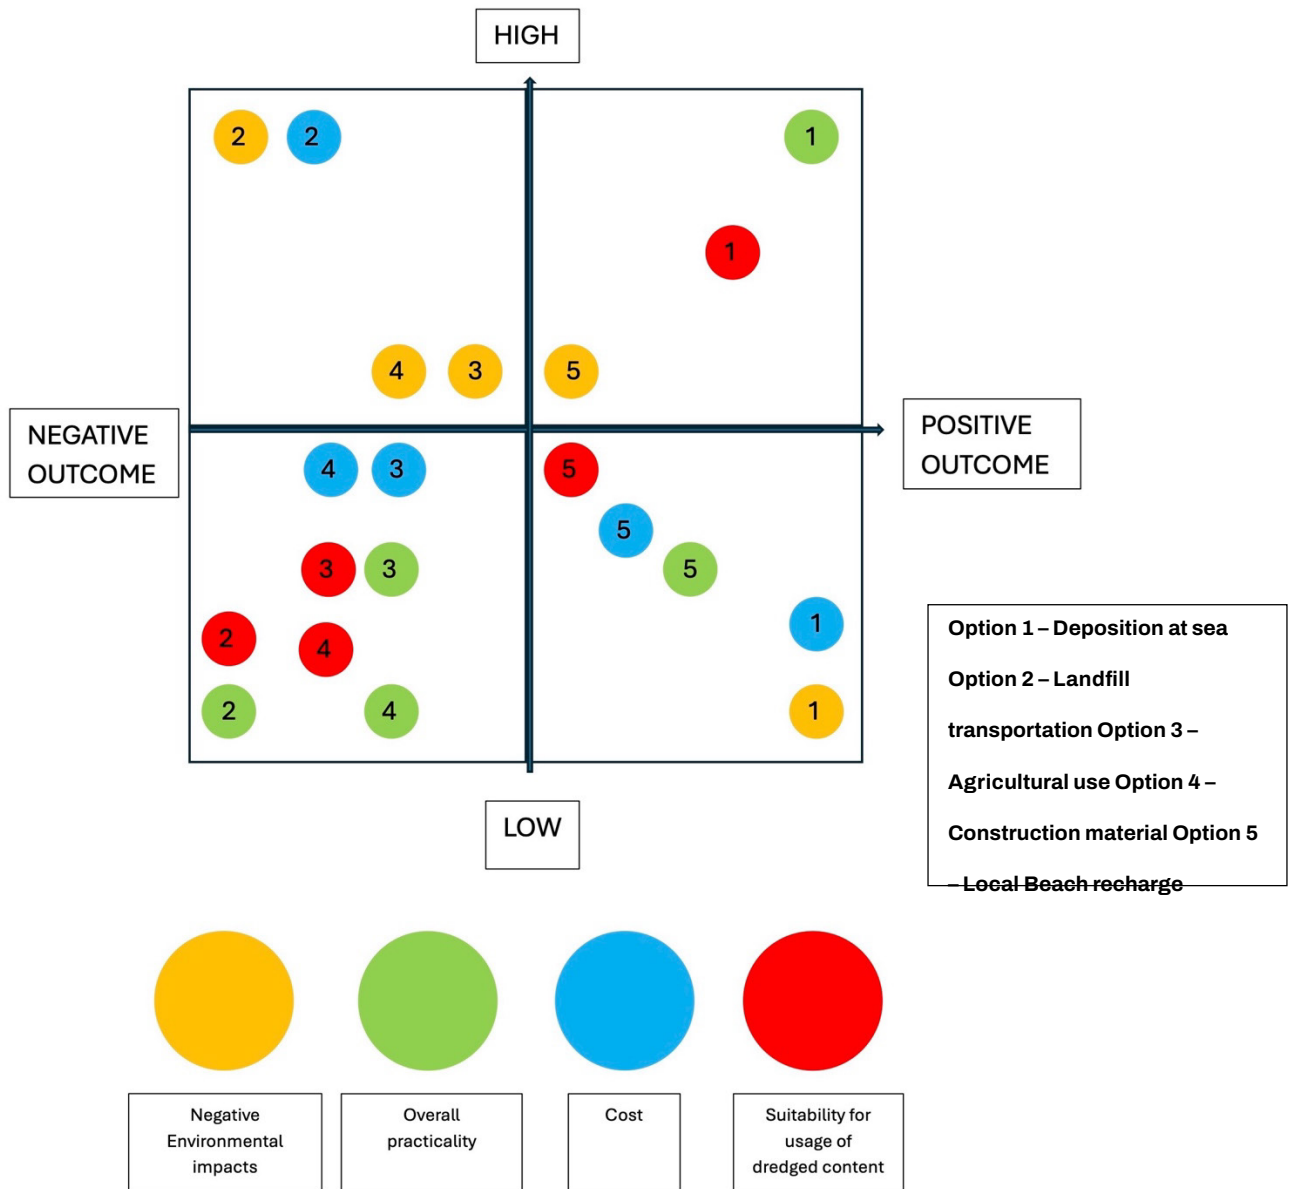 HIGH
2 2 1
1
4 3 5
NEGATIVE
OUTCOME
POSITIVE
OUTCOME
4 3 5
5
3 3 5
1
2 4
2 4 1
Option 1 – Deposition at sea
Option 2 – Landfill
transportation Option 3 –
Agricultural use Option 4 –
Construction material Option 5
– Local Beach recharge
LOW
Negative
Environmental
impacts
Overall
practicality
Cost
Suitability for
usage of
dredged content